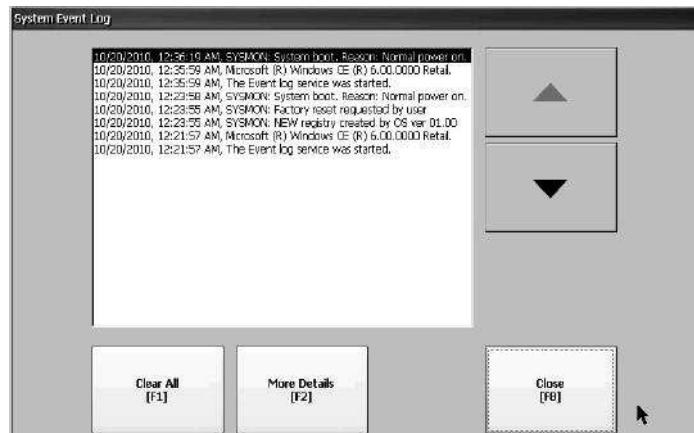 System Event Log
10/20/2010, 12:36:19 AM, SYSMON: System boot. Reason: Normal power on.
10/20/2010, 12:35:59 AM, Microsoft (R) Windows CE (R) 6.00.0000 Retail.
10/20/2010, 12:35:59 AM, The Event log service was started.
10/20/2010, 12:23:58 AM, SYSMON: System boot. Reason: Normal power on.
10/20/2010, 12:23:55 AM, SYSMON: Factory reset requested by user
10/20/2010, 12:23:55 AM, SYSMON: NEW registry created by OS ver 01.00
10/20/2010, 12:21:57 AM, Microsoft (R) Windows CE (R) 6.00.0000 Retail.
10/20/2010, 12:21:57 AM, The Event log service was started.
Clear All
[F1]
More Details
[F2]
Close
[F8]